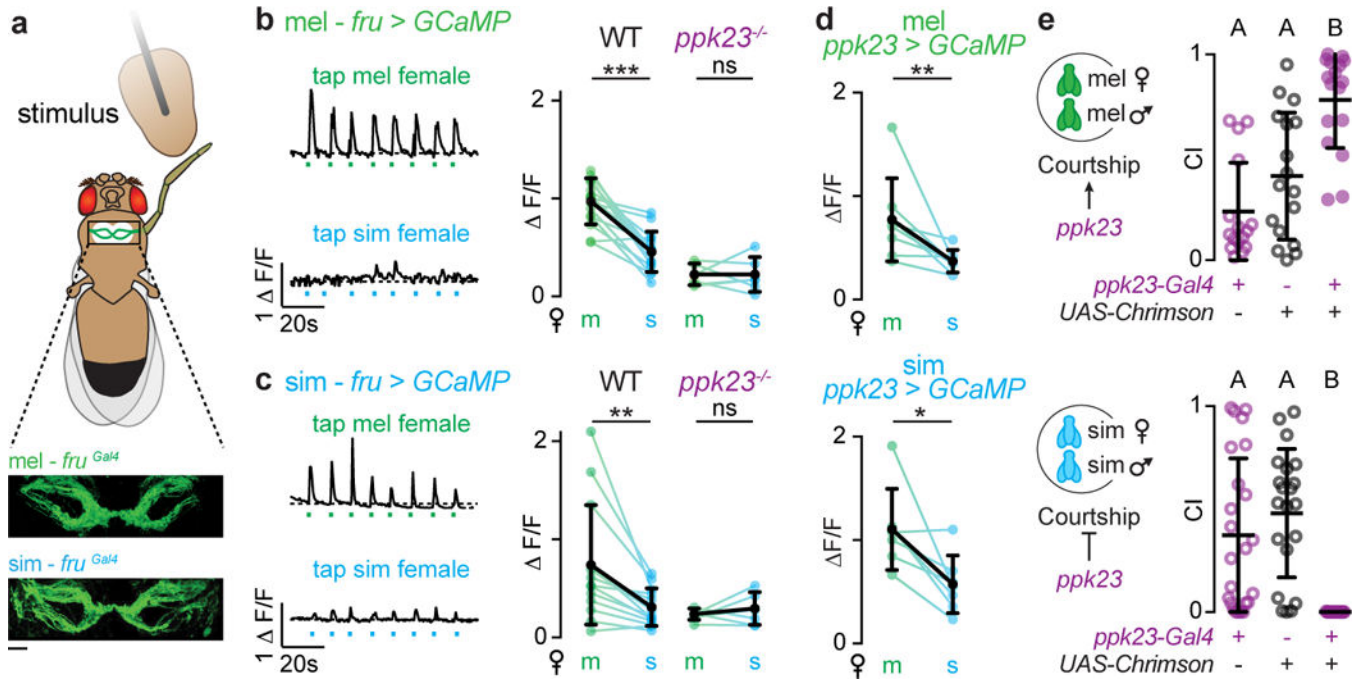 a
stimulus
mel - fru Gal4
sim - fru Gal4
b mel - fru > GCaMP
tap mel female
tap sim female
1 Δ F/F
20s
WT ppk23-/-
*** ns
Δ F/F
2
1
0
♀ m s m s
c sim - fru > GCaMP
tap mel female
tap sim female
1 Δ F/F
20s
WT ppk23-/-
** ns
Δ F/F
2
1
0
♀ m s m s
d mel
ppk23 > GCaMP
**
ΔF/F
2
1
0
♀ m s
sim
ppk23 > GCaMP
*
ΔF/F
2
1
0
♀ m s
e
mel ♀
mel ♂
Courtship
ppk23
A A B
CI
1
0
ppk23-Gal4 + - +
UAS-Chrimson - + +
sim ♀
sim ♂
Courtship
ppk23
A A B
CI
1
0
ppk23-Gal4 + - +
UAS-Chrimson - + +